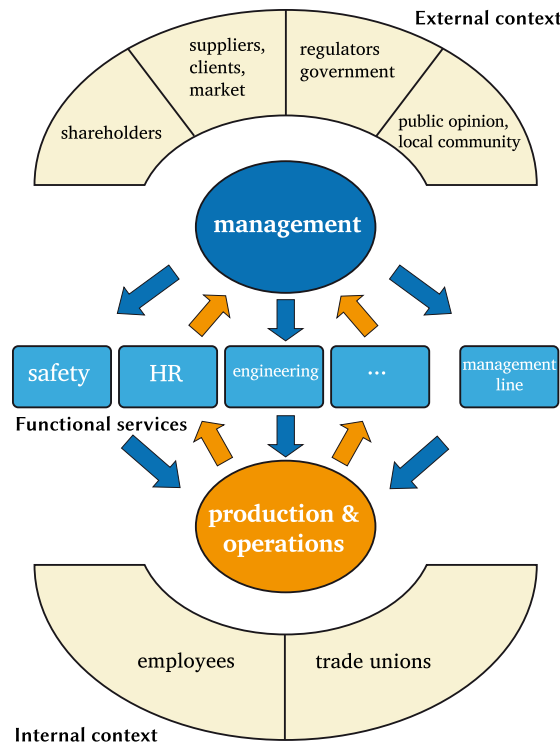 External context
suppliers,
clients,
market
regulators
government
shareholders
public opinion,
local community
management
safety
HR
engineering
...
management
line
Functional services
production &
operations
employees
trade unions
Internal context